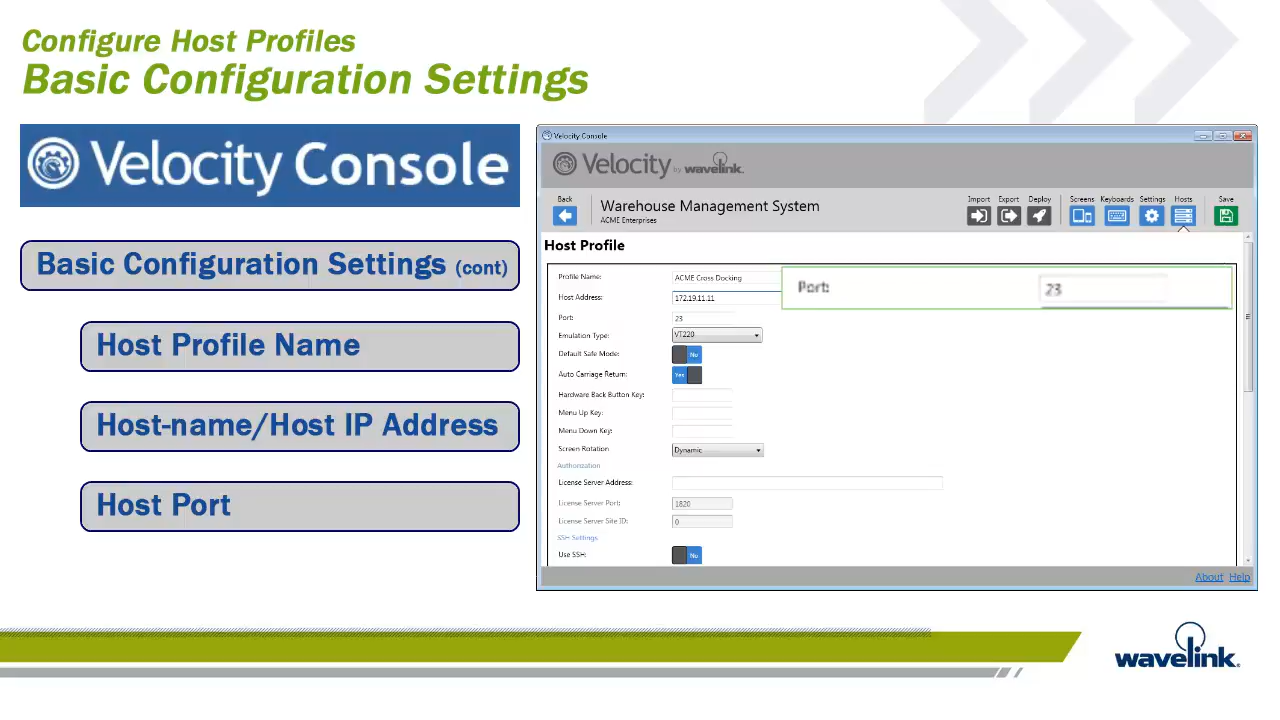 Configure Host Profiles
Basic Configuration Settings
Velocity Console
Basic Configuration Settings (cont)
Host Profile Name
Host-name/Host IP Address
Host Port
Velocity Console
Velocity by wavelink.
Back
Warehouse Management System
ACME Enterprises
Import Export Deploy Screens Keyboards Settings Hosts Save
Host Profile
Profile Name: ACME Cross Docking
Port: 23
Host Address: 172.19.11.11
Port: 23
Emulation Type: VT220
Default Safe Mode: No
Auto Carriage Return: Yes
Hardware Back Button Key:
Menu Up Key:
Menu Down Key:
Screen Rotation Dynamic
Authorization
License Server Address:
License Server Port: 1820
License Server Site ID: 0
SSH Settings
Use SSH: No
About Help
wavelink.